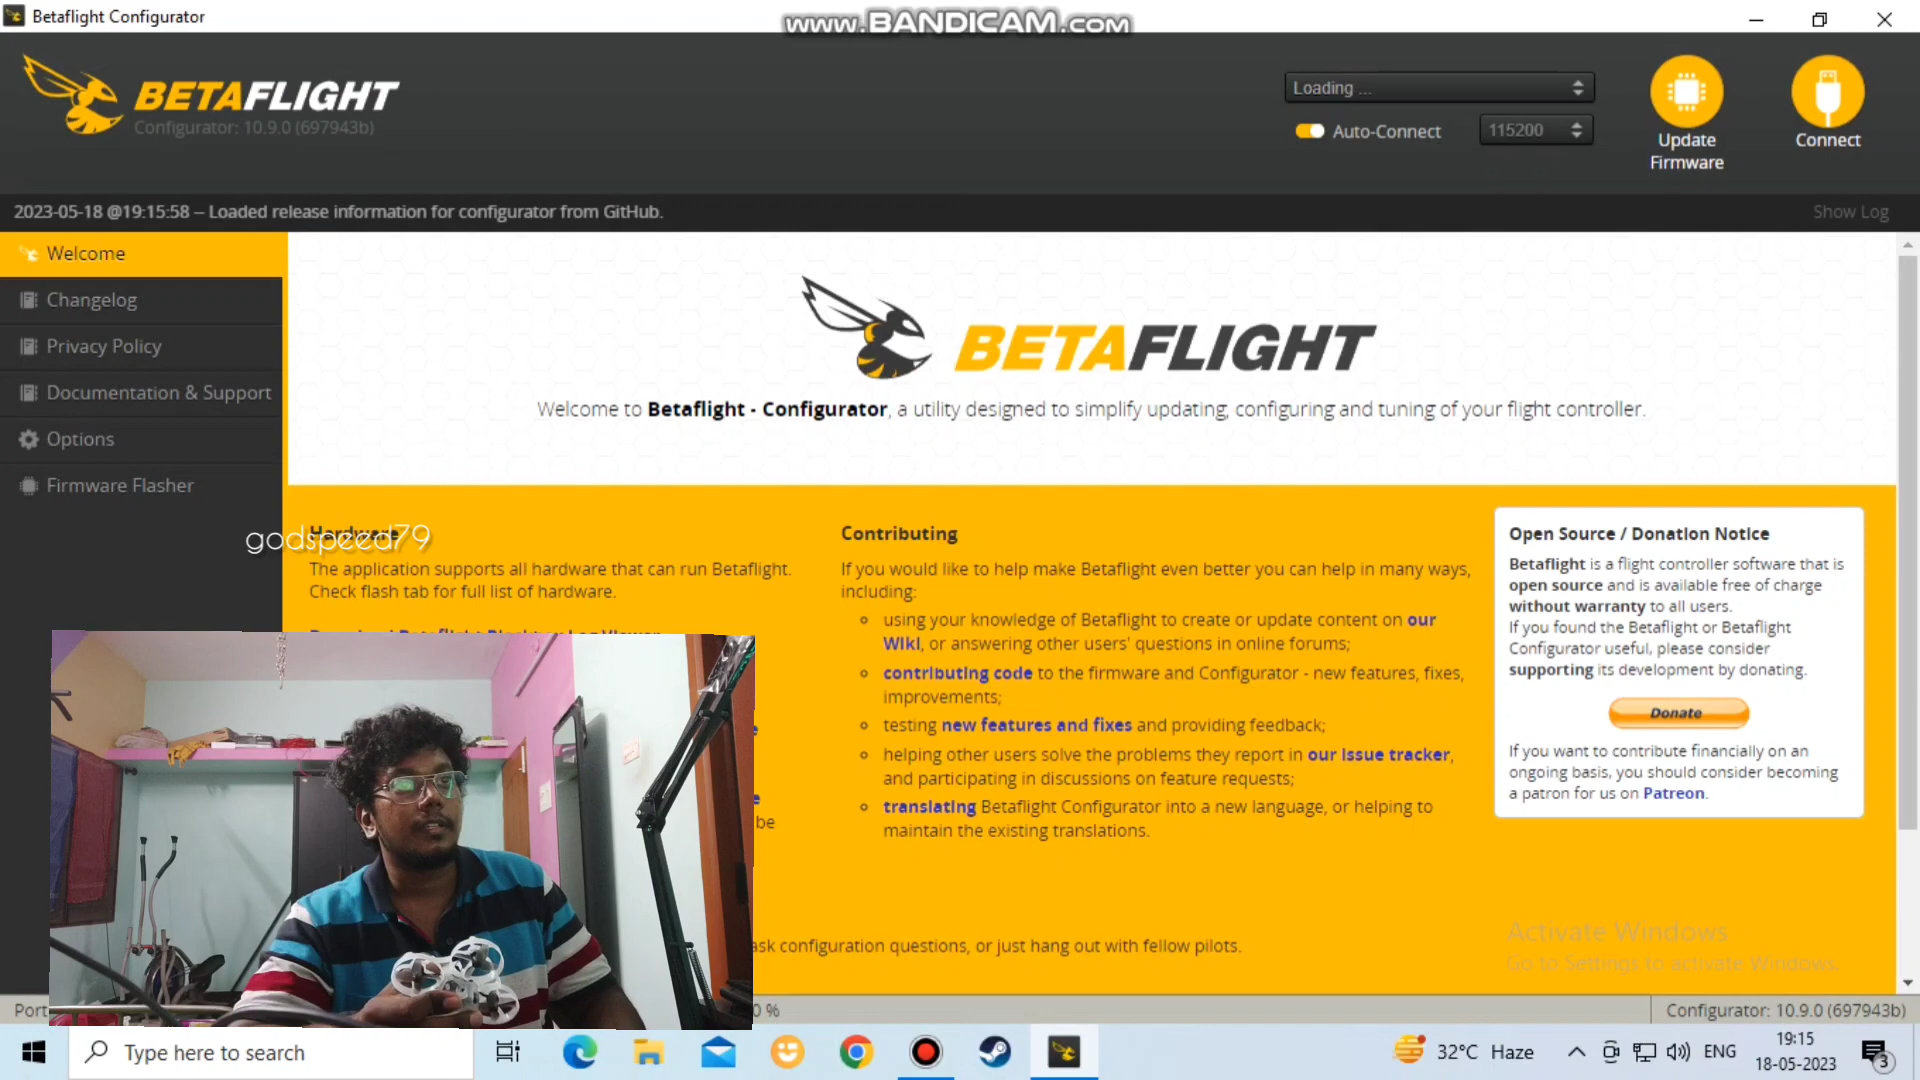 Betaflight Configurator
www.BANDICAM.com
BETAFLIGHT
Configurator: 10.9.0 (697943b)
Loading ...
Auto-Connect
115200
Update
Firmware
Connect
2023-05-18 @19:15:58 -- Loaded release information for configurator from GitHub.
Show Log
Welcome
Changelog
Privacy Policy
Documentation & Support
Options
Firmware Flasher
BETAFLIGHT
Welcome to Betaflight - Configurator, a utility designed to simplify updating, configuring and tuning of your flight controller.
godspeed79
Hardware
The application supports all hardware that can run Betaflight.
Check flash tab for full list of hardware.
e
e
be
Contributing
If you would like to help make Betaflight even better you can help in many ways,
including:
using your knowledge of Betaflight to create or update content on our
Wiki, or answering other users' questions in online forums;
contributing code to the firmware and Configurator - new features, fixes,
improvements;
testing new features and fixes and providing feedback;
helping other users solve the problems they report in our issue tracker,
and participating in discussions on feature requests;
translating Betaflight Configurator into a new language, or helping to
maintain the existing translations.
ask configuration questions, or just hang out with fellow pilots.
Open Source / Donation Notice
Betaflight is a flight controller software that is
open source and is available free of charge
without warranty to all users.
If you found the Betaflight or Betaflight
Configurator useful, please consider
supporting its development by donating.
Donate
If you want to contribute financially on an
ongoing basis, you should consider becoming
a patron for us on Patreon.
Activate Windows
Go to Settings to activate Windows.
Port
0 %
Configurator: 10.9.0 (697943b)
Type here to search
32°C Haze
ENG
19:15
18-05-2023
3